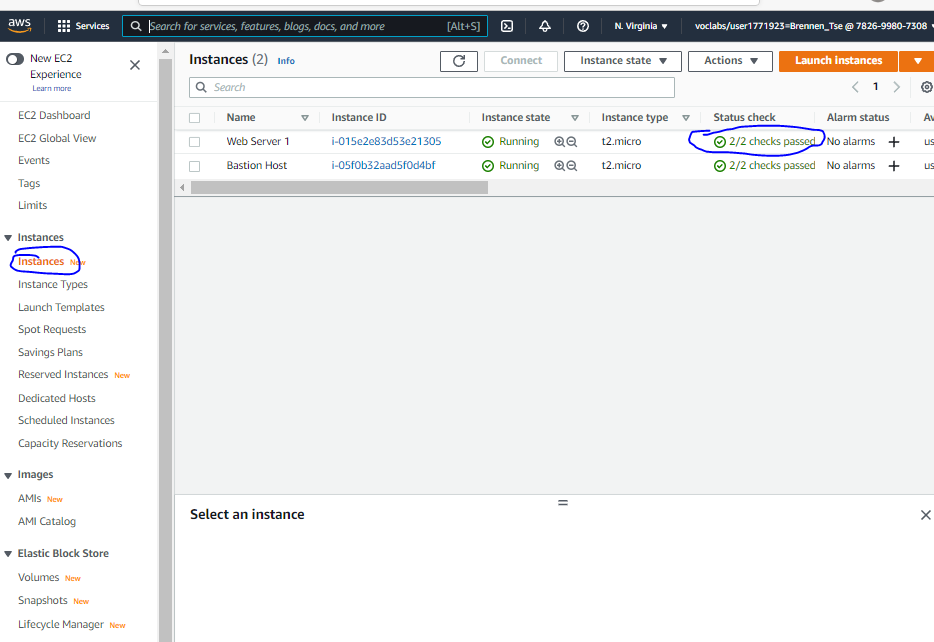 aws
Services
Search for services, features, blogs, docs, and more
[Alt+S]
N. Virginia
voclabs/user1771923=Brennen_Tse @ 7826-9980-7308
New EC2
Experience
Learn more
EC2 Dashboard
EC2 Global View
Events
Tags
Limits
Instances
Instances New
Instance Types
Launch Templates
Spot Requests
Savings Plans
Reserved Instances New
Dedicated Hosts
Scheduled Instances
Capacity Reservations
Images
AMIs New
AMI Catalog
Elastic Block Store
Volumes New
Snapshots New
Lifecycle Manager New
Instances (2) Info
Connect
Instance state
Actions
Launch instances
Search
1
Name Instance ID Instance state Instance type Status check Alarm status Av
Web Server 1 i-015e2e83d53e21305 Running t2.micro 2/2 checks passed No alarms + us
Bastion Host i-05f0b32aad5f0d4bf Running t2.micro 2/2 checks passed No alarms + us
Select an instance